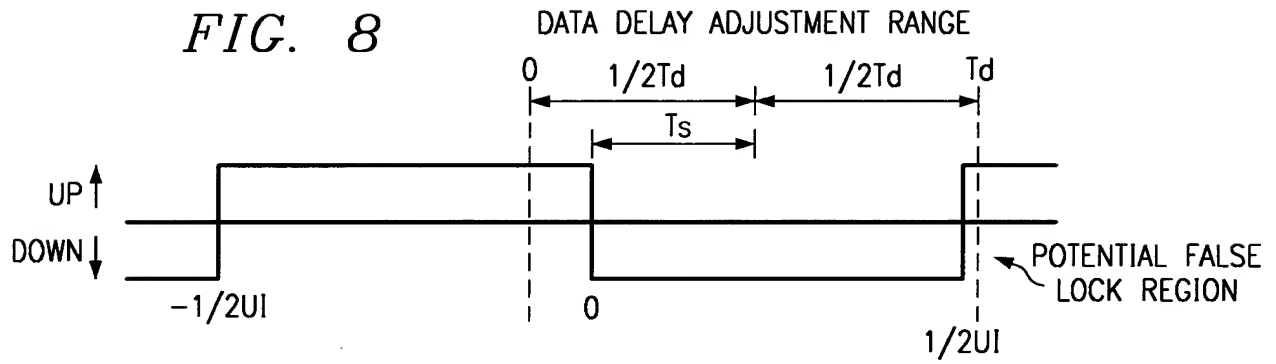 FIG. 8
DATA DELAY ADJUSTMENT RANGE
0
1/2Td
1/2Td
Td
Ts
UP
DOWN
-1/2UI
0
1/2UI
POTENTIAL FALSE
LOCK REGION